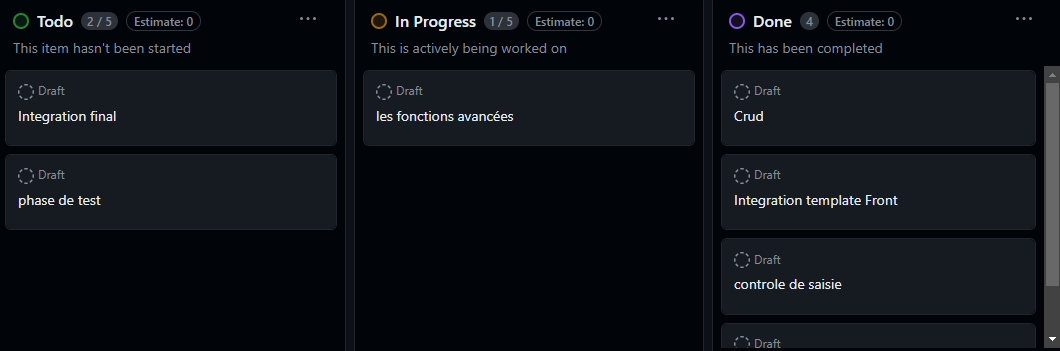 Todo 2 / 5 Estimate: 0
This item hasn't been started
Draft
Integration final
Draft
phase de test
In Progress 1 / 5 Estimate: 0
This is actively being worked on
Draft
les fonctions avancées
Done 4 Estimate: 0
This has been completed
Draft
Crud
Draft
Integration template Front
Draft
controle de saisie
Draft